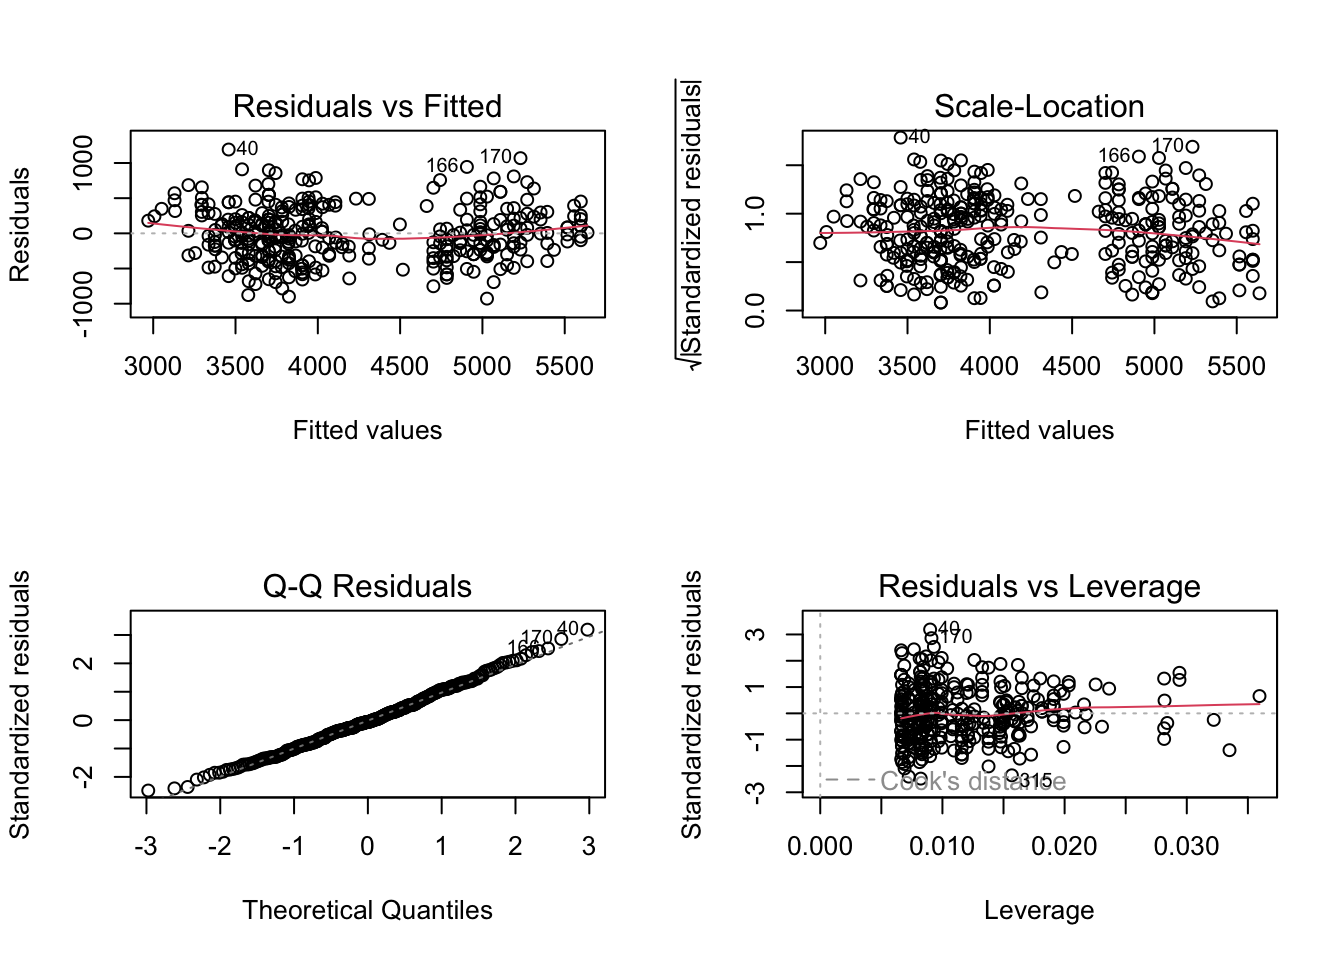 Residuals vs Fitted
Residuals
-1000 0 1000
40
166
170
3000 3500 4000 4500 5000 5500
Fitted values
Scale-Location
√|Standardized residuals|
0.0 1.0
40
166
170
3000 3500 4000 4500 5000 5500
Fitted values
Q-Q Residuals
Standardized residuals
-2 0 2
40
170
166
-3 -2 -1 0 1 2 3
Theoretical Quantiles
Residuals vs Leverage
Standardized residuals
-3 -1 1 3
40
170
315
Cook's distance
0.000 0.010 0.020 0.030
Leverage